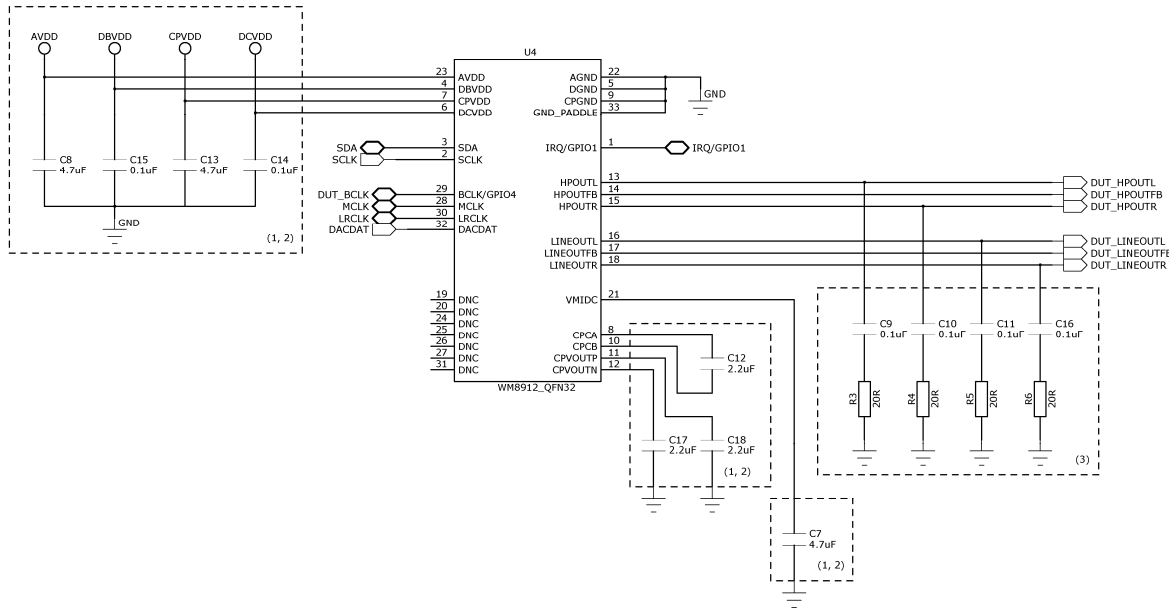 AVDD DBVDD CPVDD DCVDD
C8 4.7uF
C15 0.1uF
C13 4.7uF
C14 0.1uF
GND
(1, 2)
U4
23 AVDD
4 DBVDD
7 CPVDD
6 DCVDD
SDA 3 SDA
SCLK 2 SCLK
DUT_BCLK 29 BCLK/GPIO4
MCLK 28 MCLK
LRCLK 30 LRCLK
DACDAT 32 DACDAT
19 DNC
20 DNC
24 DNC
25 DNC
26 DNC
27 DNC
31 DNC
AGND 22
DGND 5
CPGND 9
GND_PADDLE 33
GND
IRQ/GPIO1 1 IRQ/GPIO1
HPOUTL 13 DUT_HPOUTL
HPOUTFB 14 DUT_HPOUTFB
HPOUTR 15 DUT_HPOUTR
LINEOUTL 16 DUT_LINEOUTL
LINEOUTFB 17 DUT_LINEOUTFB
LINEOUTR 18 DUT_LINEOUTR
VMIDC 21
CPCA 8
CPCB 10
CPVOUTP 11
CPVOUTN 12
WM8912_QFN32
C12 2.2uF
C17 2.2uF
C18 2.2uF
(1, 2)
C7 4.7uF
(1, 2)
C9 0.1uF
C10 0.1uF
C11 0.1uF
C16 0.1uF
R3 20R
R4 20R
R5 20R
R6 20R
(3)